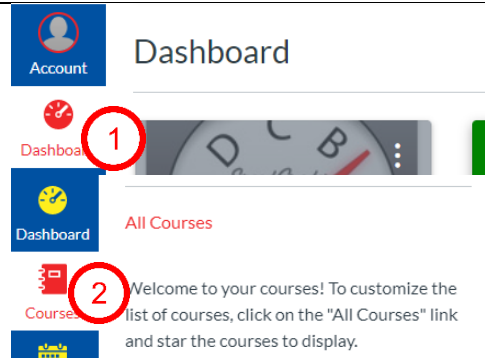 Account
Dashboard
Dashboa
1
D C B
Dashboard
All Courses
Courses
2
Welcome to your courses! To customize the
list of courses, click on the "All Courses" link
and star the courses to display.